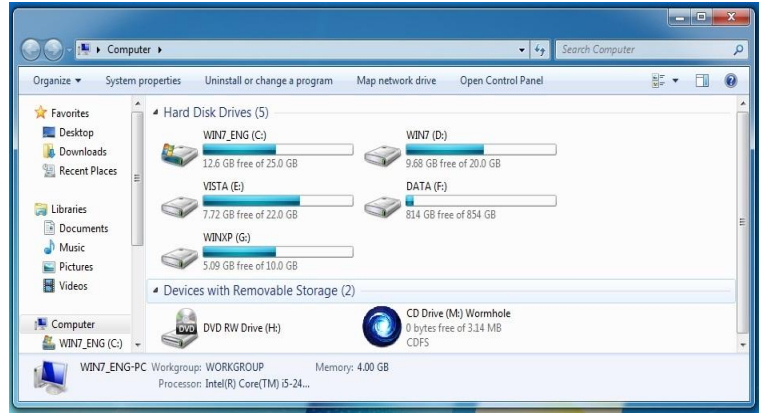 Computer
Search Computer
Organize
System properties
Uninstall or change a program
Map network drive
Open Control Panel
Favorites
Desktop
Downloads
Recent Places
Libraries
Documents
Music
Pictures
Videos
Computer
WIN7_ENG (C:)
Hard Disk Drives (5)
WIN7_ENG (C:)
12.6 GB free of 25.0 GB
WIN7 (D:)
9.68 GB free of 20.0 GB
VISTA (E:)
7.72 GB free of 22.0 GB
DATA (F:)
814 GB free of 854 GB
WINXP (G:)
5.09 GB free of 10.0 GB
Devices with Removable Storage (2)
DVD
DVD RW Drive (H:)
CD Drive (M:) Wormhole
0 bytes free of 3.14 MB
CDFS
WIN7_ENG-PC Workgroup: WORKGROUP Memory: 4.00 GB
Processor: Intel(R) Core(TM) i5-24...